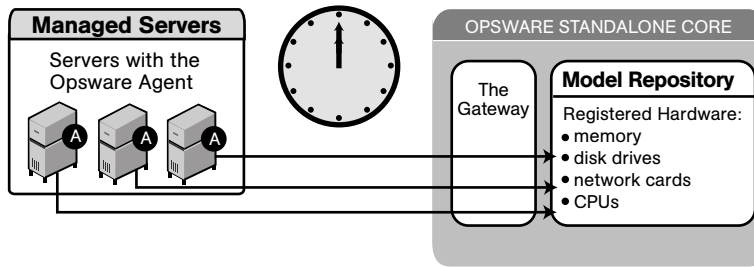 Managed Servers
Servers with the
Opsware Agent
A
A
A
OPSWARE STANDALONE CORE
The
Gateway
Model Repository
Registered Hardware:
• memory
• disk drives
• network cards
• CPUs